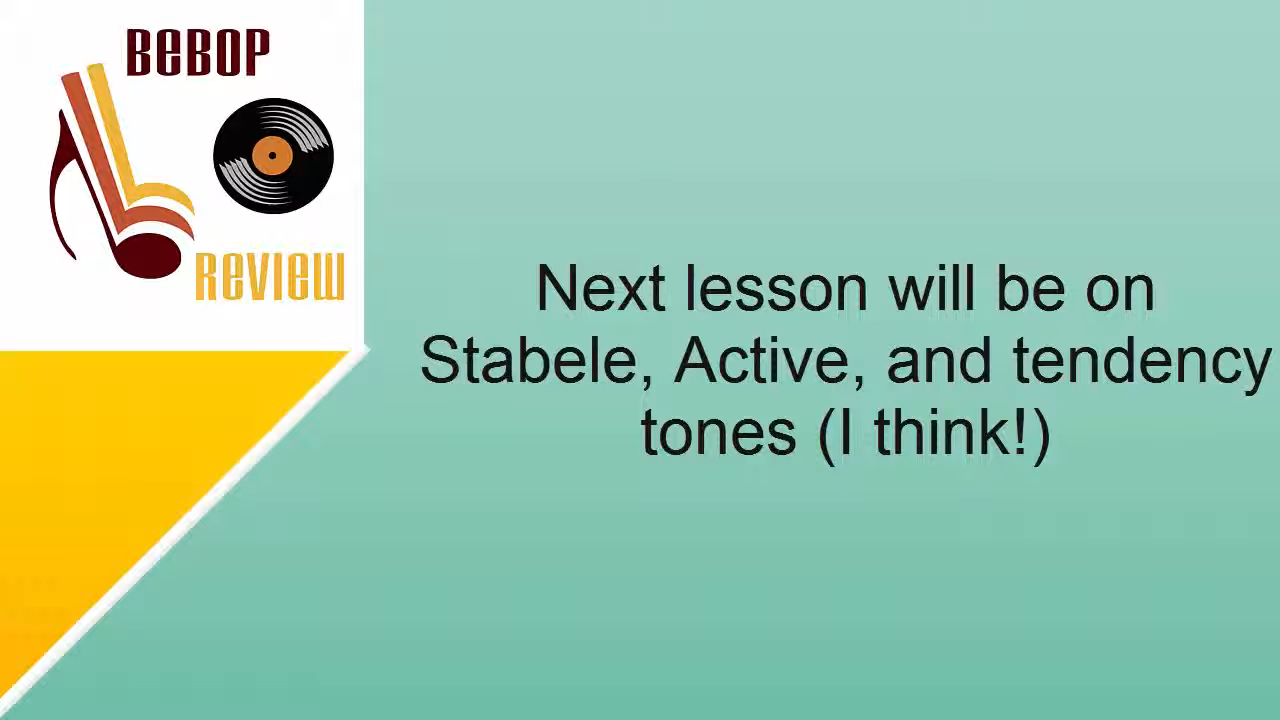 BEBOP
REVIEW
Next lesson will be on
Stabele, Active, and tendency
tones (I think!)